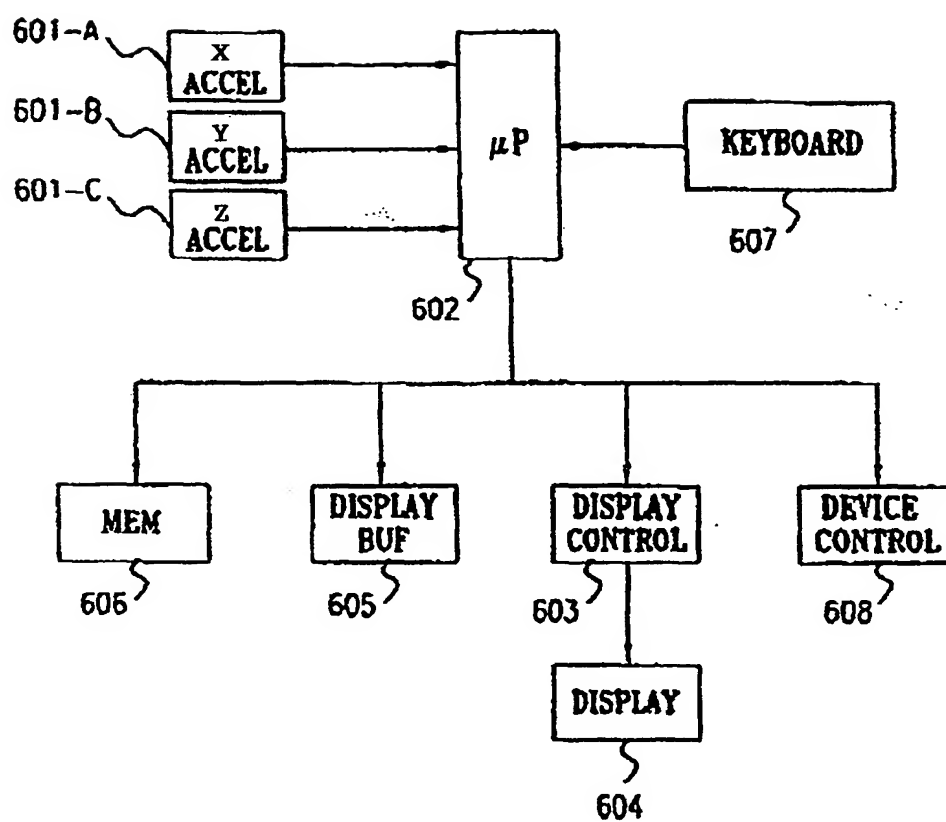 601-A
X
ACCEL
601-B
Y
ACCEL
601-C
Z
ACCEL
μP
602
KEYBOARD
607
MEM
606
DISPLAY
BUF
605
DISPLAY
CONTROL
603
DEVICE
CONTROL
608
DISPLAY
604